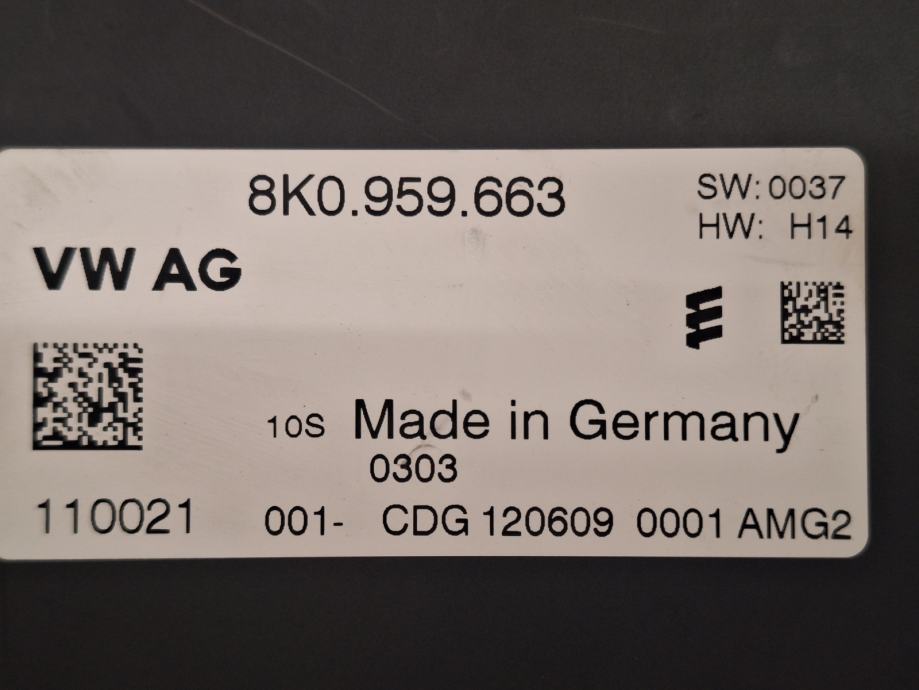 8K0.959.663
SW: 0037
HW: H14
VW AG
10S Made in Germany
0303
110021 001- CDG 120609 0001 AMG2